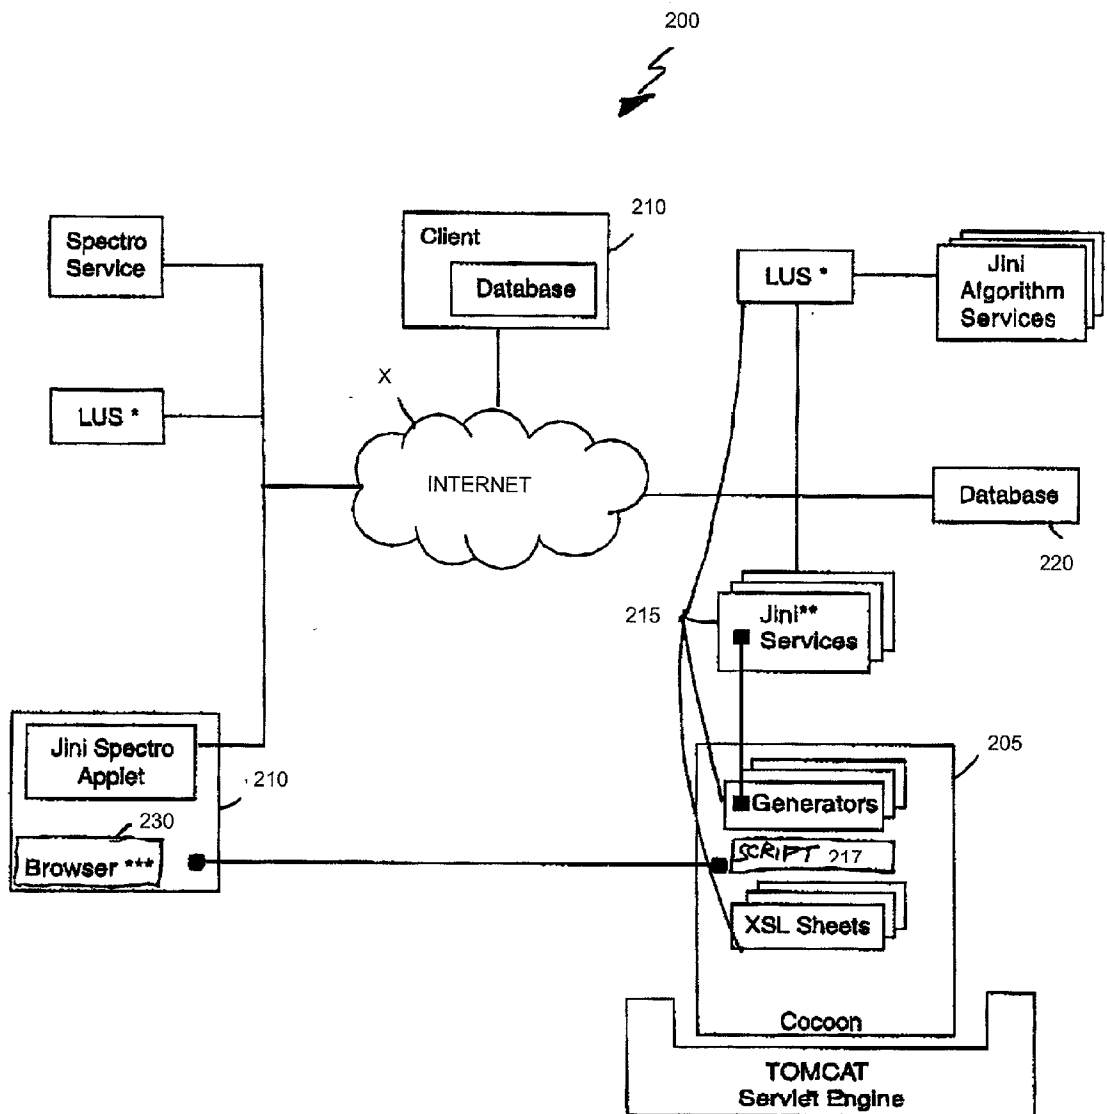 200
Spectro
Service
Client
210
Database
LUS *
Jini
Algorithm
Services
X
LUS *
INTERNET
Database
220
215
Jini**
Services
205
Jini Spectro
Applet
210
230
Browser ***
Generators
SCRIPT 217
XSL Sheets
Cocoon
TOMCAT
Servlet Engine